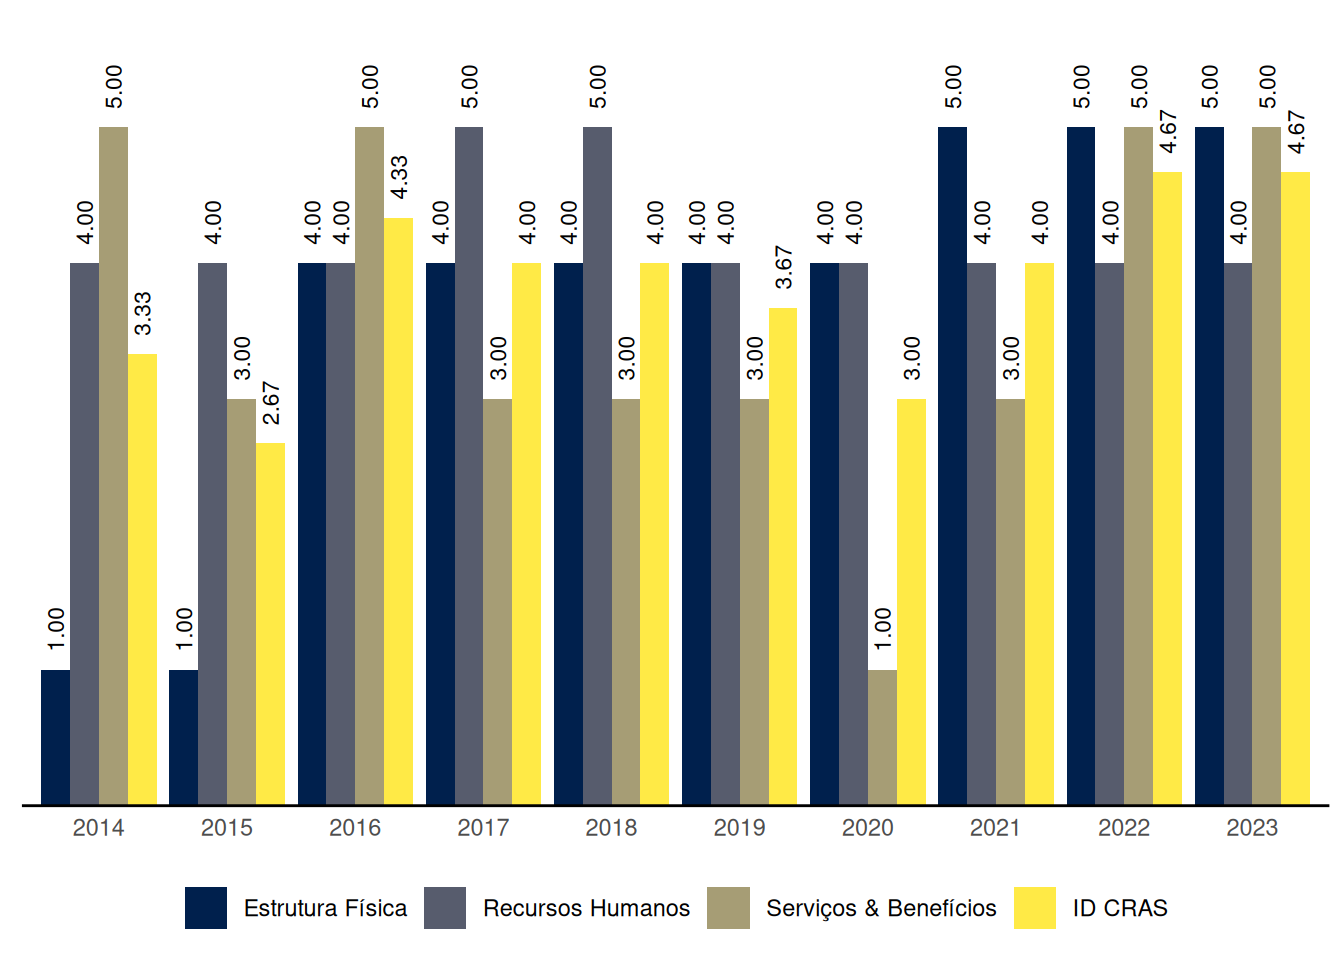 1.00 4.00 5.00 3.33
1.00 4.00 3.00 2.67
4.00 4.00 5.00 4.33
4.00 5.00 3.00 4.00
4.00 5.00 3.00 4.00
4.00 4.00 3.00 3.67
4.00 4.00 1.00 3.00
5.00 4.00 3.00 4.00
5.00 4.00 5.00 4.67
5.00 4.00 5.00 4.67
2014 2015 2016 2017 2018 2019 2020 2021 2022 2023
Estrutura Física Recursos Humanos Serviços & Benefícios ID CRAS